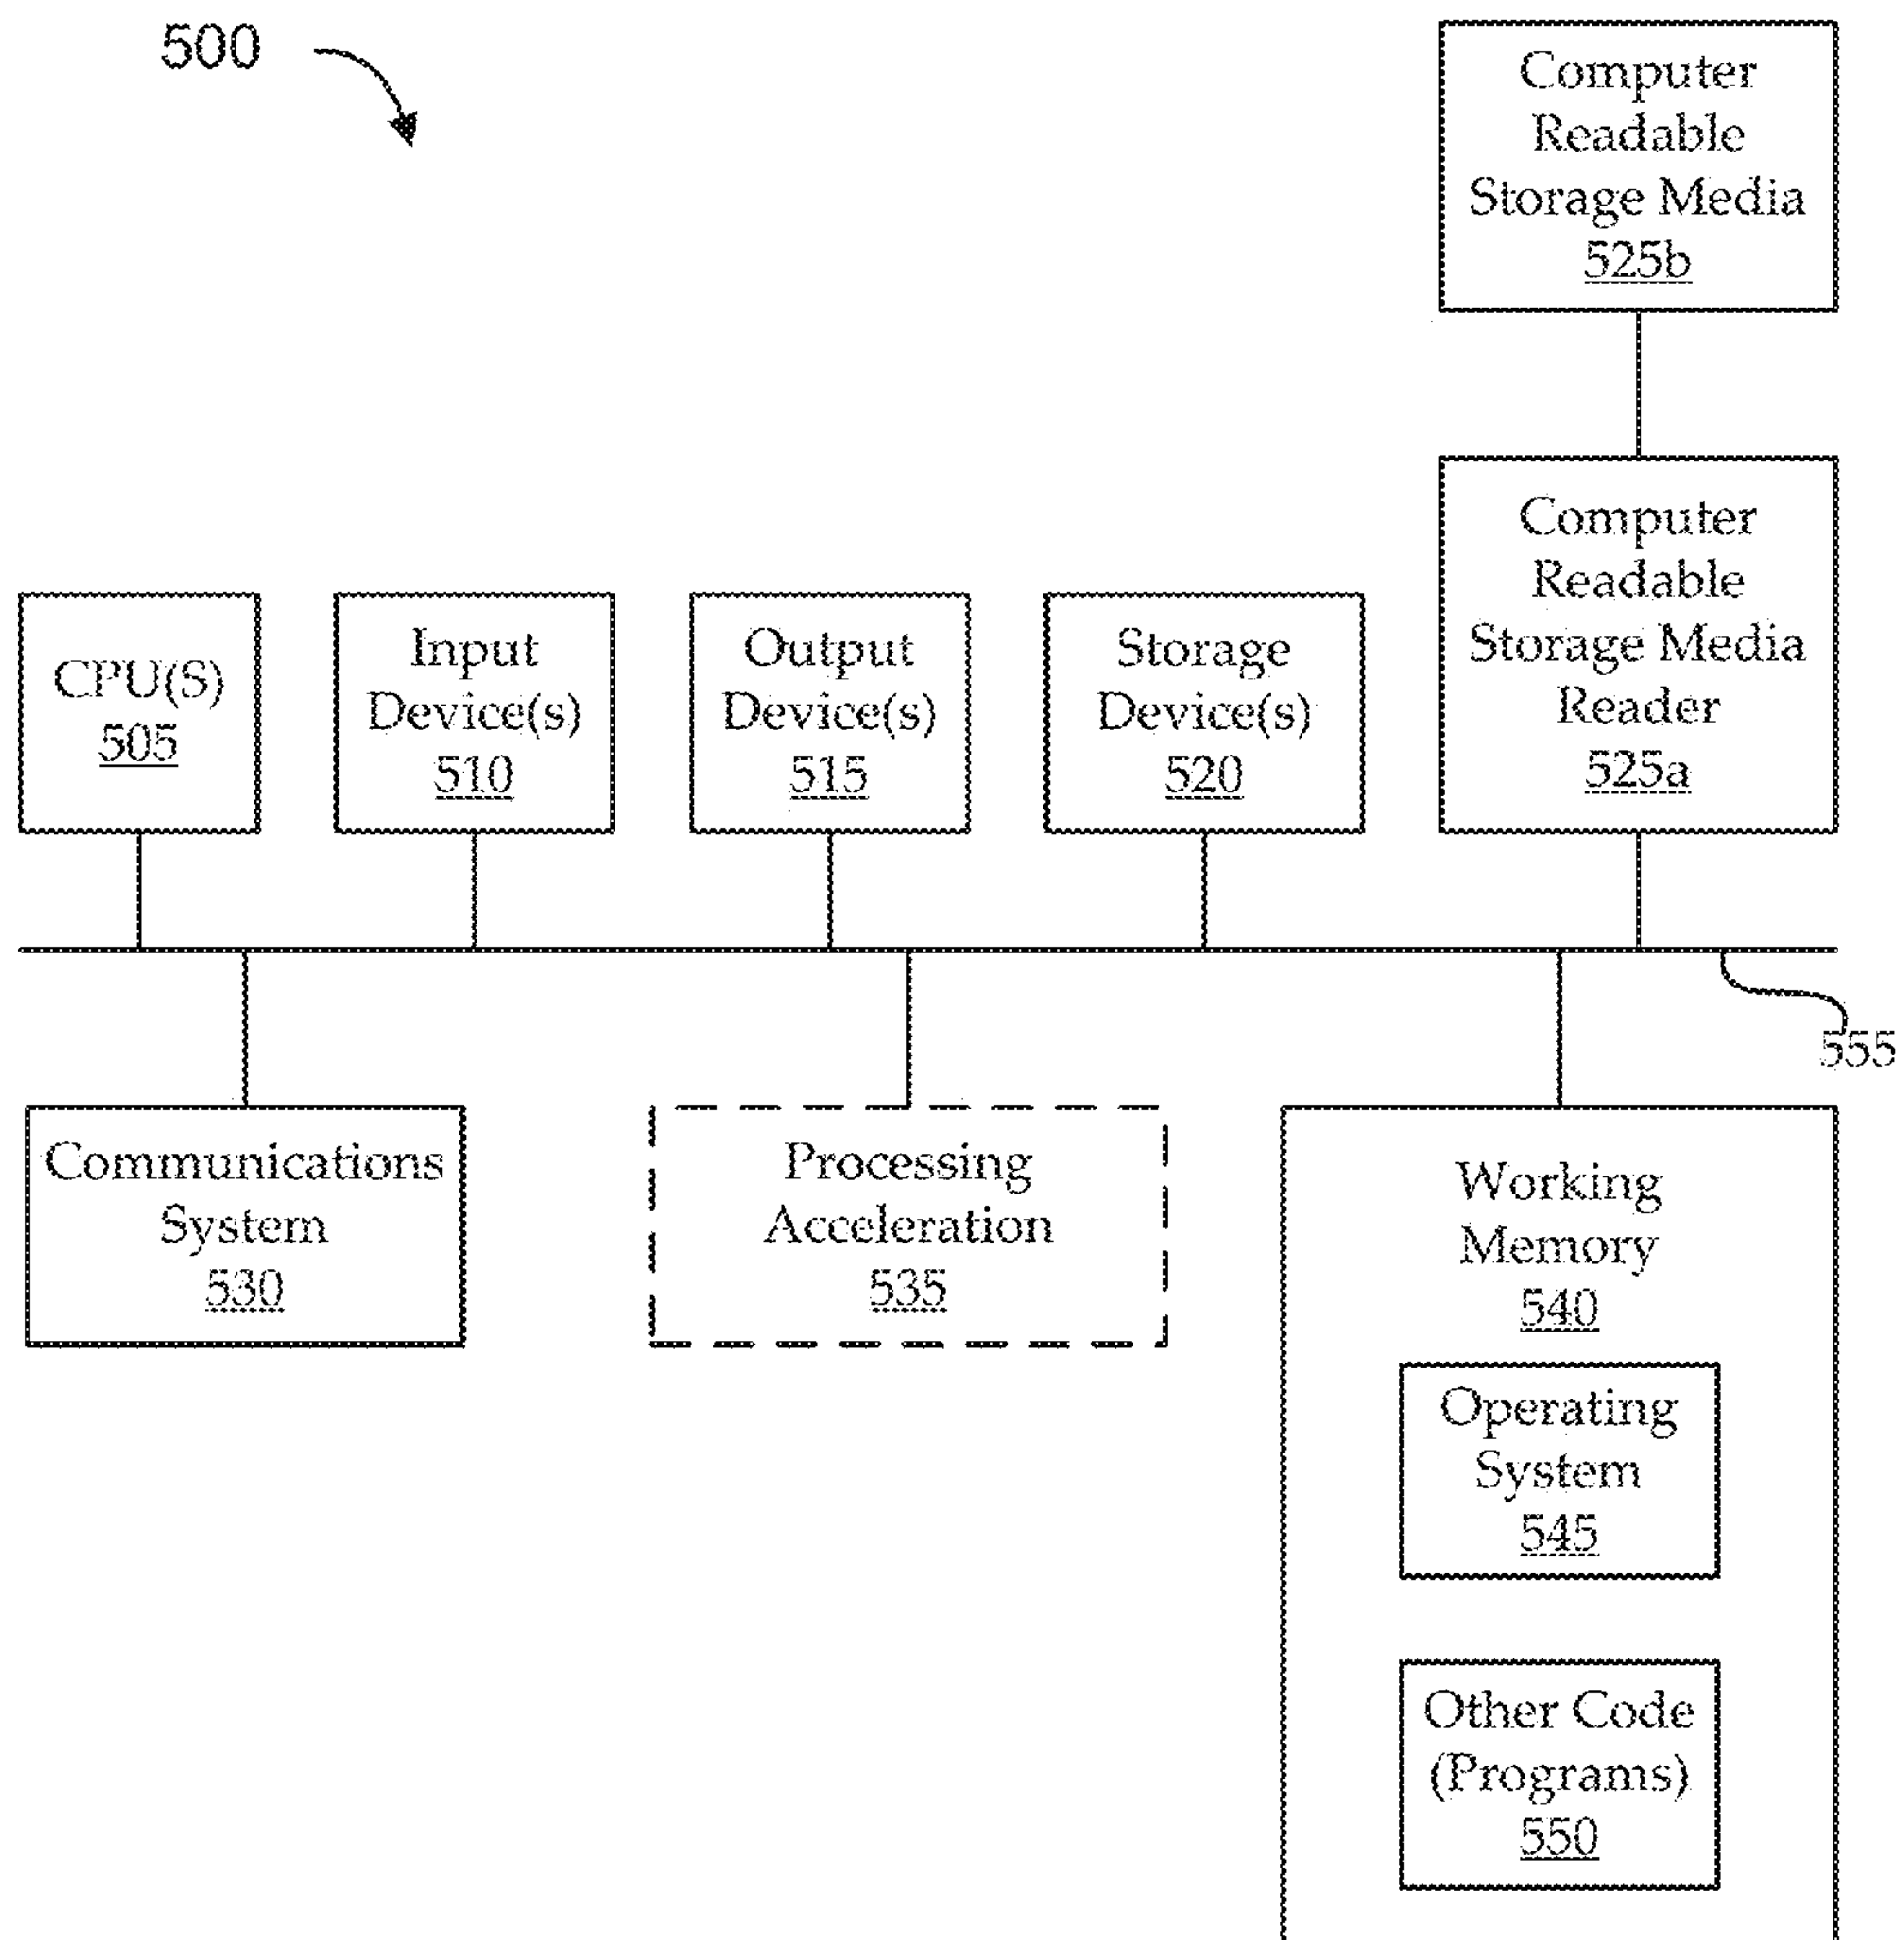 500
Computer
Readable
Storage Media
525b
Computer
Readable
Storage Media
Reader
525a
CPU(S)
505
Input
Device(s)
510
Output
Device(s)
515
Storage
Device(s)
520
555
Communications
System
530
Processing
Acceleration
535
Working
Memory
540
Operating
System
545
Other Code
(Programs)
550